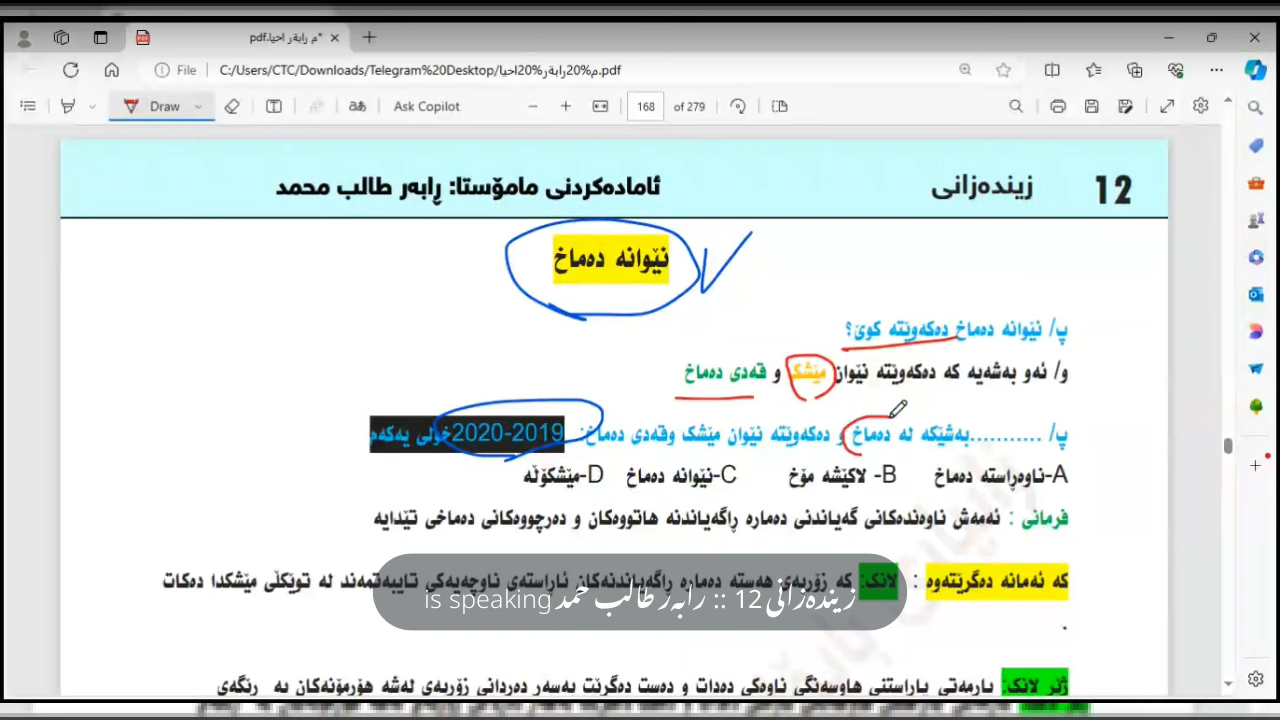 م رابەر احیا.pdf*
File C:/Users/CTC/Downloads/Telegram%20Desktop/م%20رابەر%20احیا.pdf
Draw Ask Copilot 168 of 279
12 زیندەزانی ئامادەکردنی مامۆستا: ڕابەر طالب محمد
نێوانە دەماخ
پ/ نێوانە دەماخ دەکەوێتە کوێ؟
و/ ئەو بەشەیە کە دەکەوێتە نێوان مێشک و قەدی دەماخ
پ/ ...........بەشێکە لە دەماخ و دەکەوێتە نێوان مێشک وقەدی دەماخ: 2019-2020خولی یەکەم
A-ناوەڕاستە دەماخ B- لاکێشە مۆخ C-نێوانە دەماخ D-مێشکۆڵە
فرمانی : ئەمەش ناوەندەکانی گەیاندنی دەمارە ڕاگەیاندنە هاتووەکان و دەرچووەکانی دەماخی تێدایە
کە ئەمانە دەگرێتەوە : لانک: کە زۆربەی هەستە دەمارە ڕاگەیاندنەکان ئاراستەی ناوچەیەکی تایبەتمەند لە توێکڵی مێشکدا دەکات
.
زیندەزانی 12 :: رابەر طالب حمد is speaking
ژێر لانک: یارمەتی پاراستنی هاوسەنگی ناوەکی دەدات و دەست دەگرێت بەسەر دەردانی زۆربەی لەشە هۆرمۆنەکان بە ڕێگەی